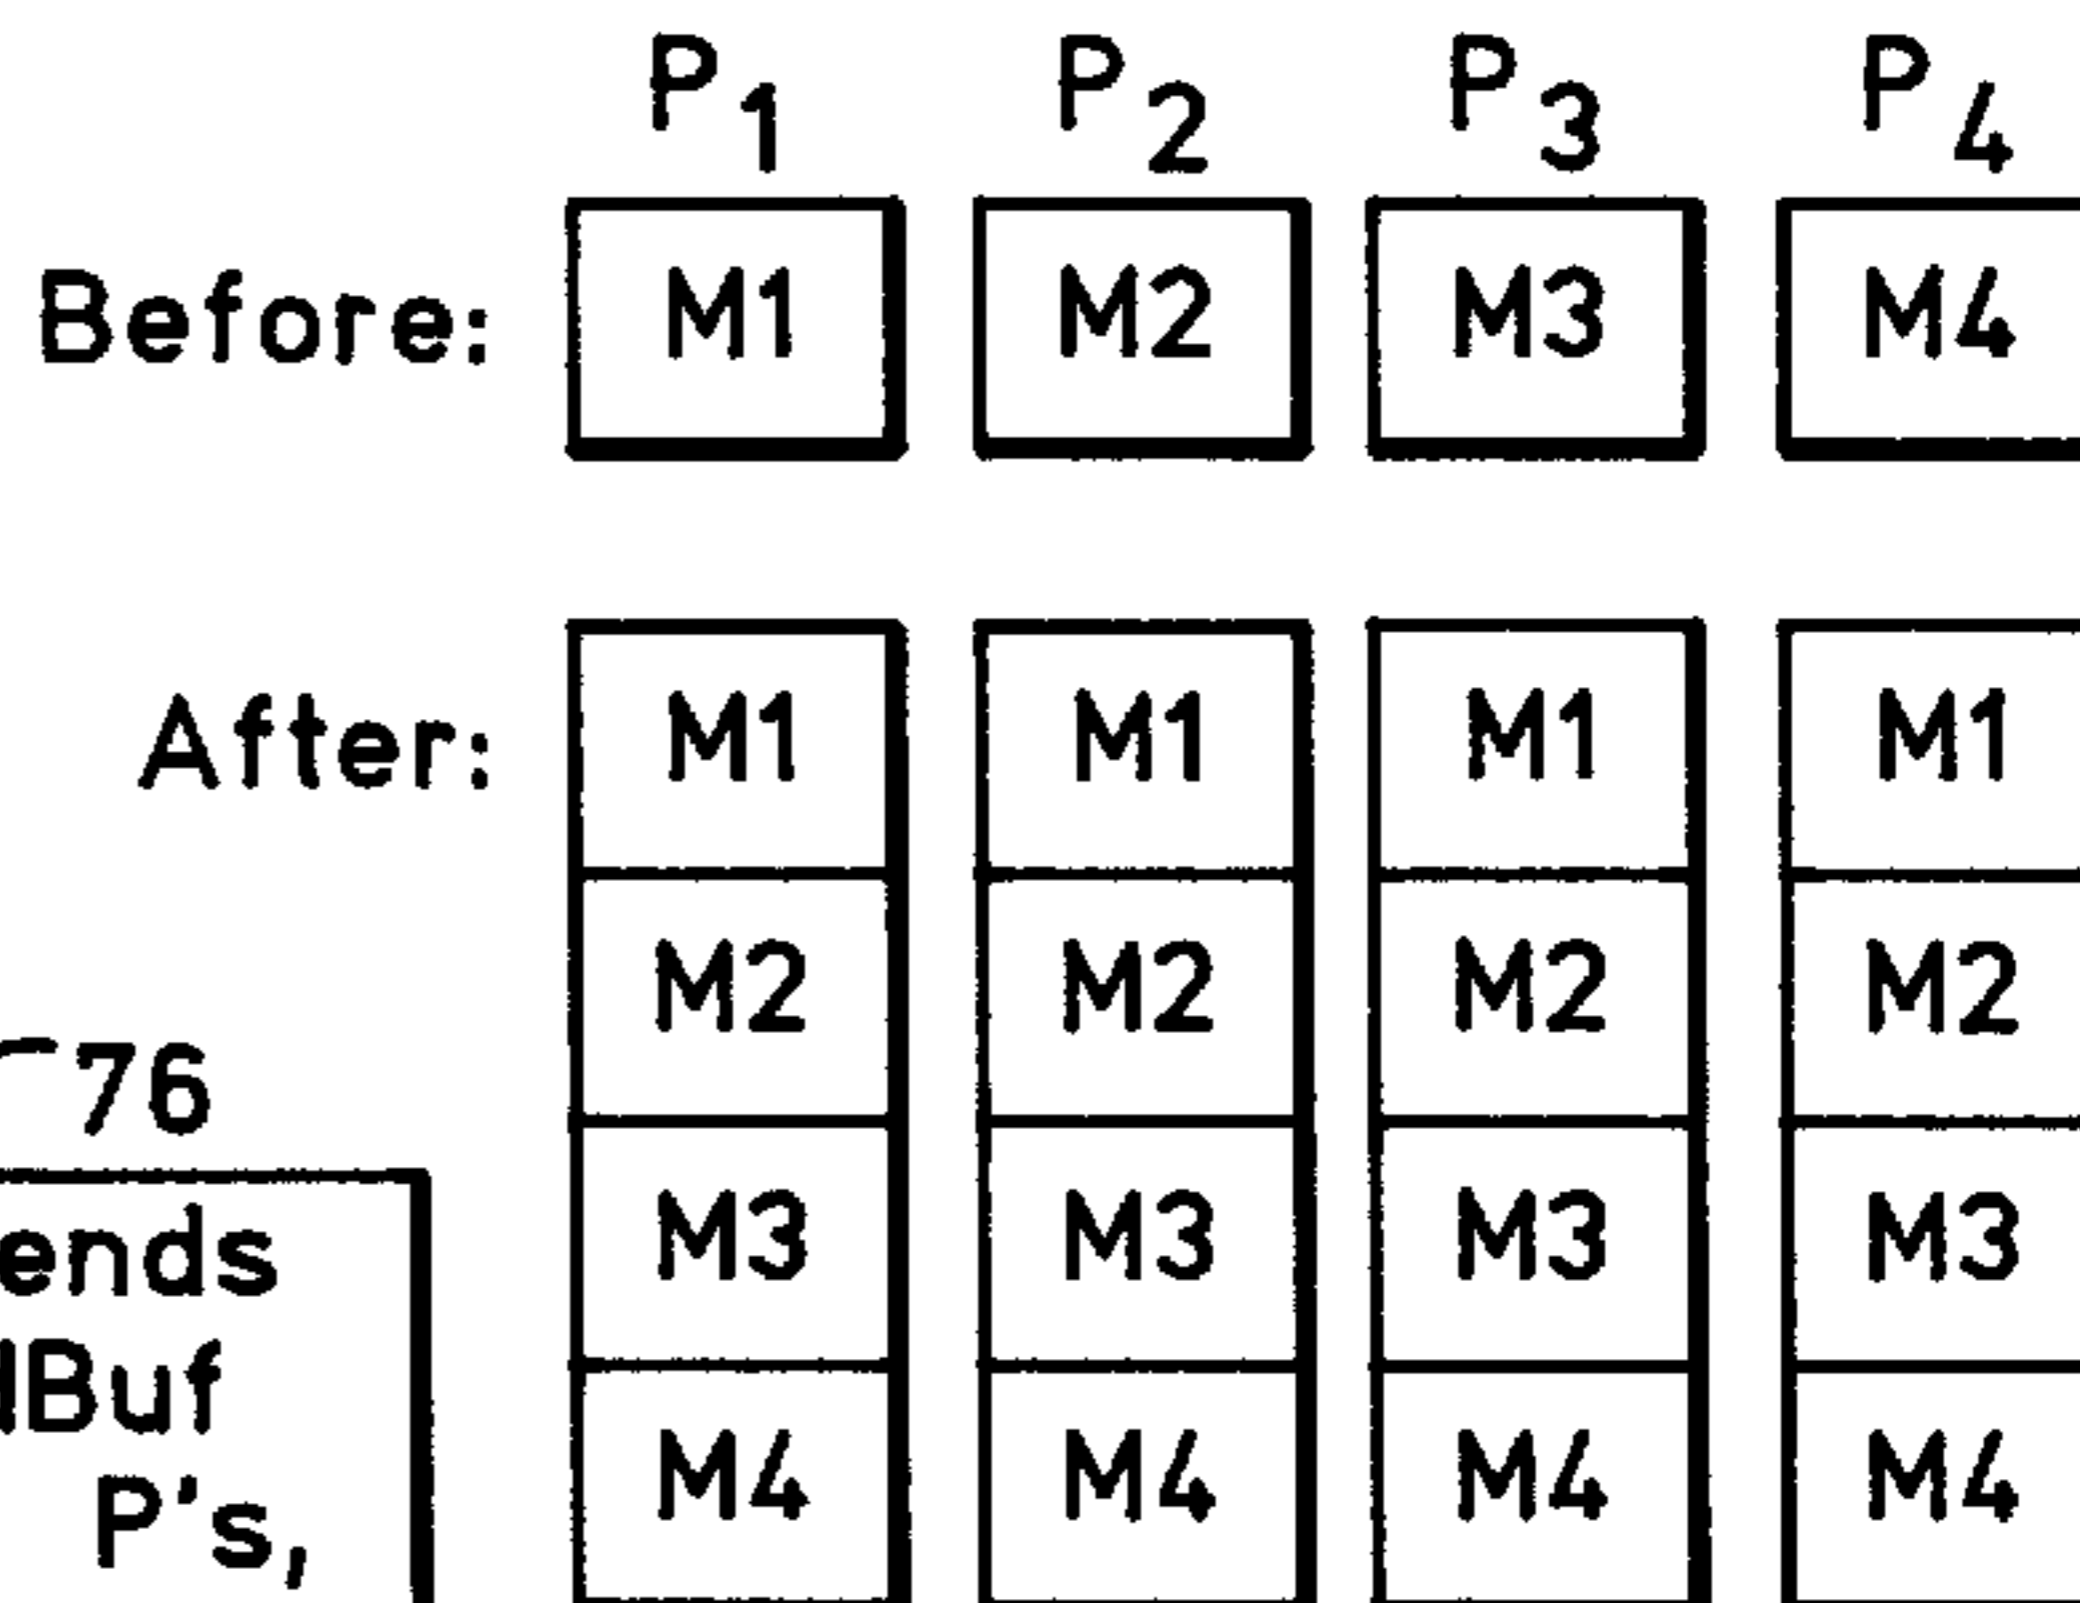 P1 P2 P3 P4
Before: M1 M2 M3 M4
After: M1 M1 M1 M1
M2 M2 M2 M2
76
M3 M3 M3 M3
ends
Buf
M4 M4 M4 M4
P's,